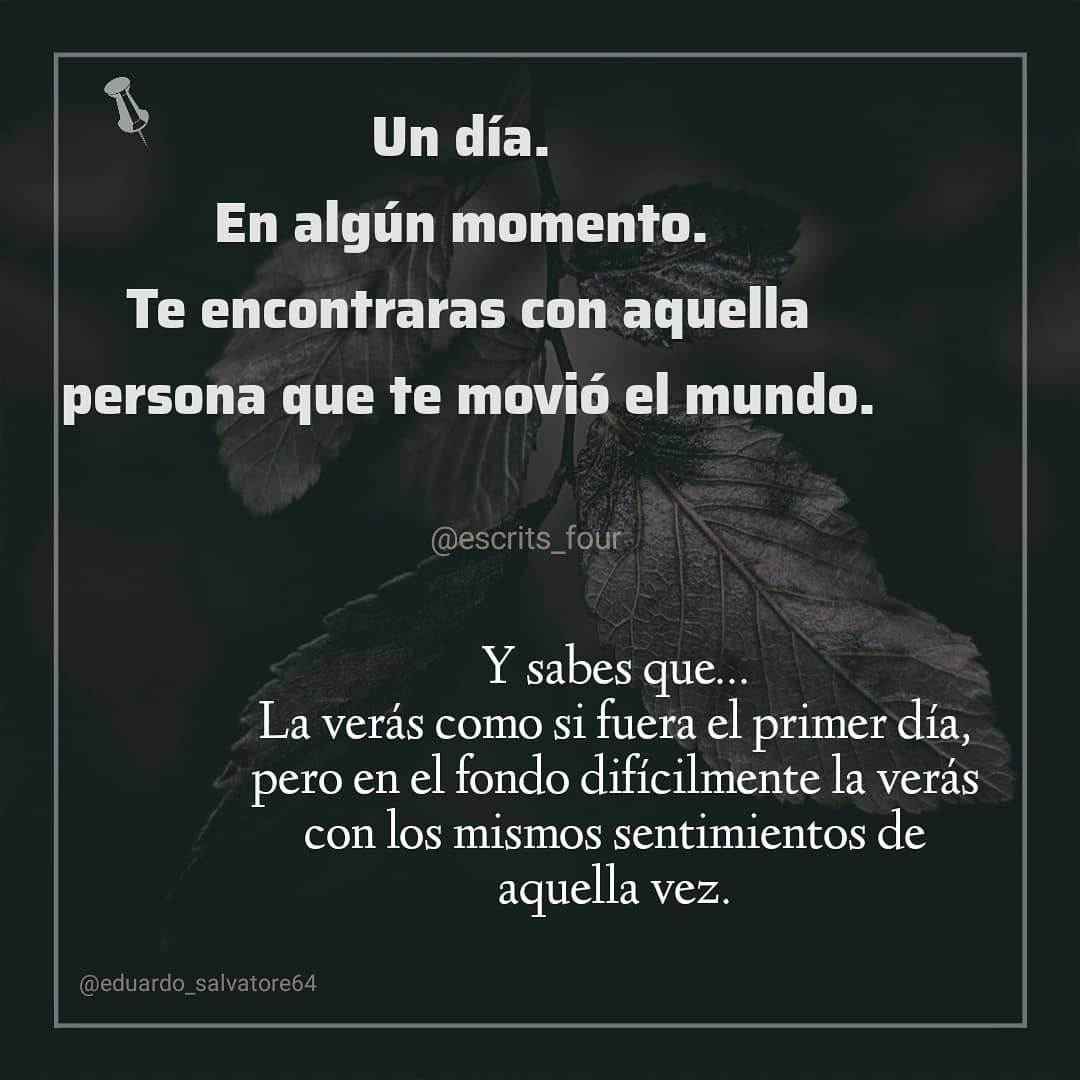 Un día.
En algún momento.
Te encontraras con aquella
persona que te movió el mundo.
@escrits_four
Y sabes que...
La verás como si fuera el primer día,
pero en el fondo difícilmente la verás
con los mismos sentimientos de
aquella vez.
@eduardo_salvatore64